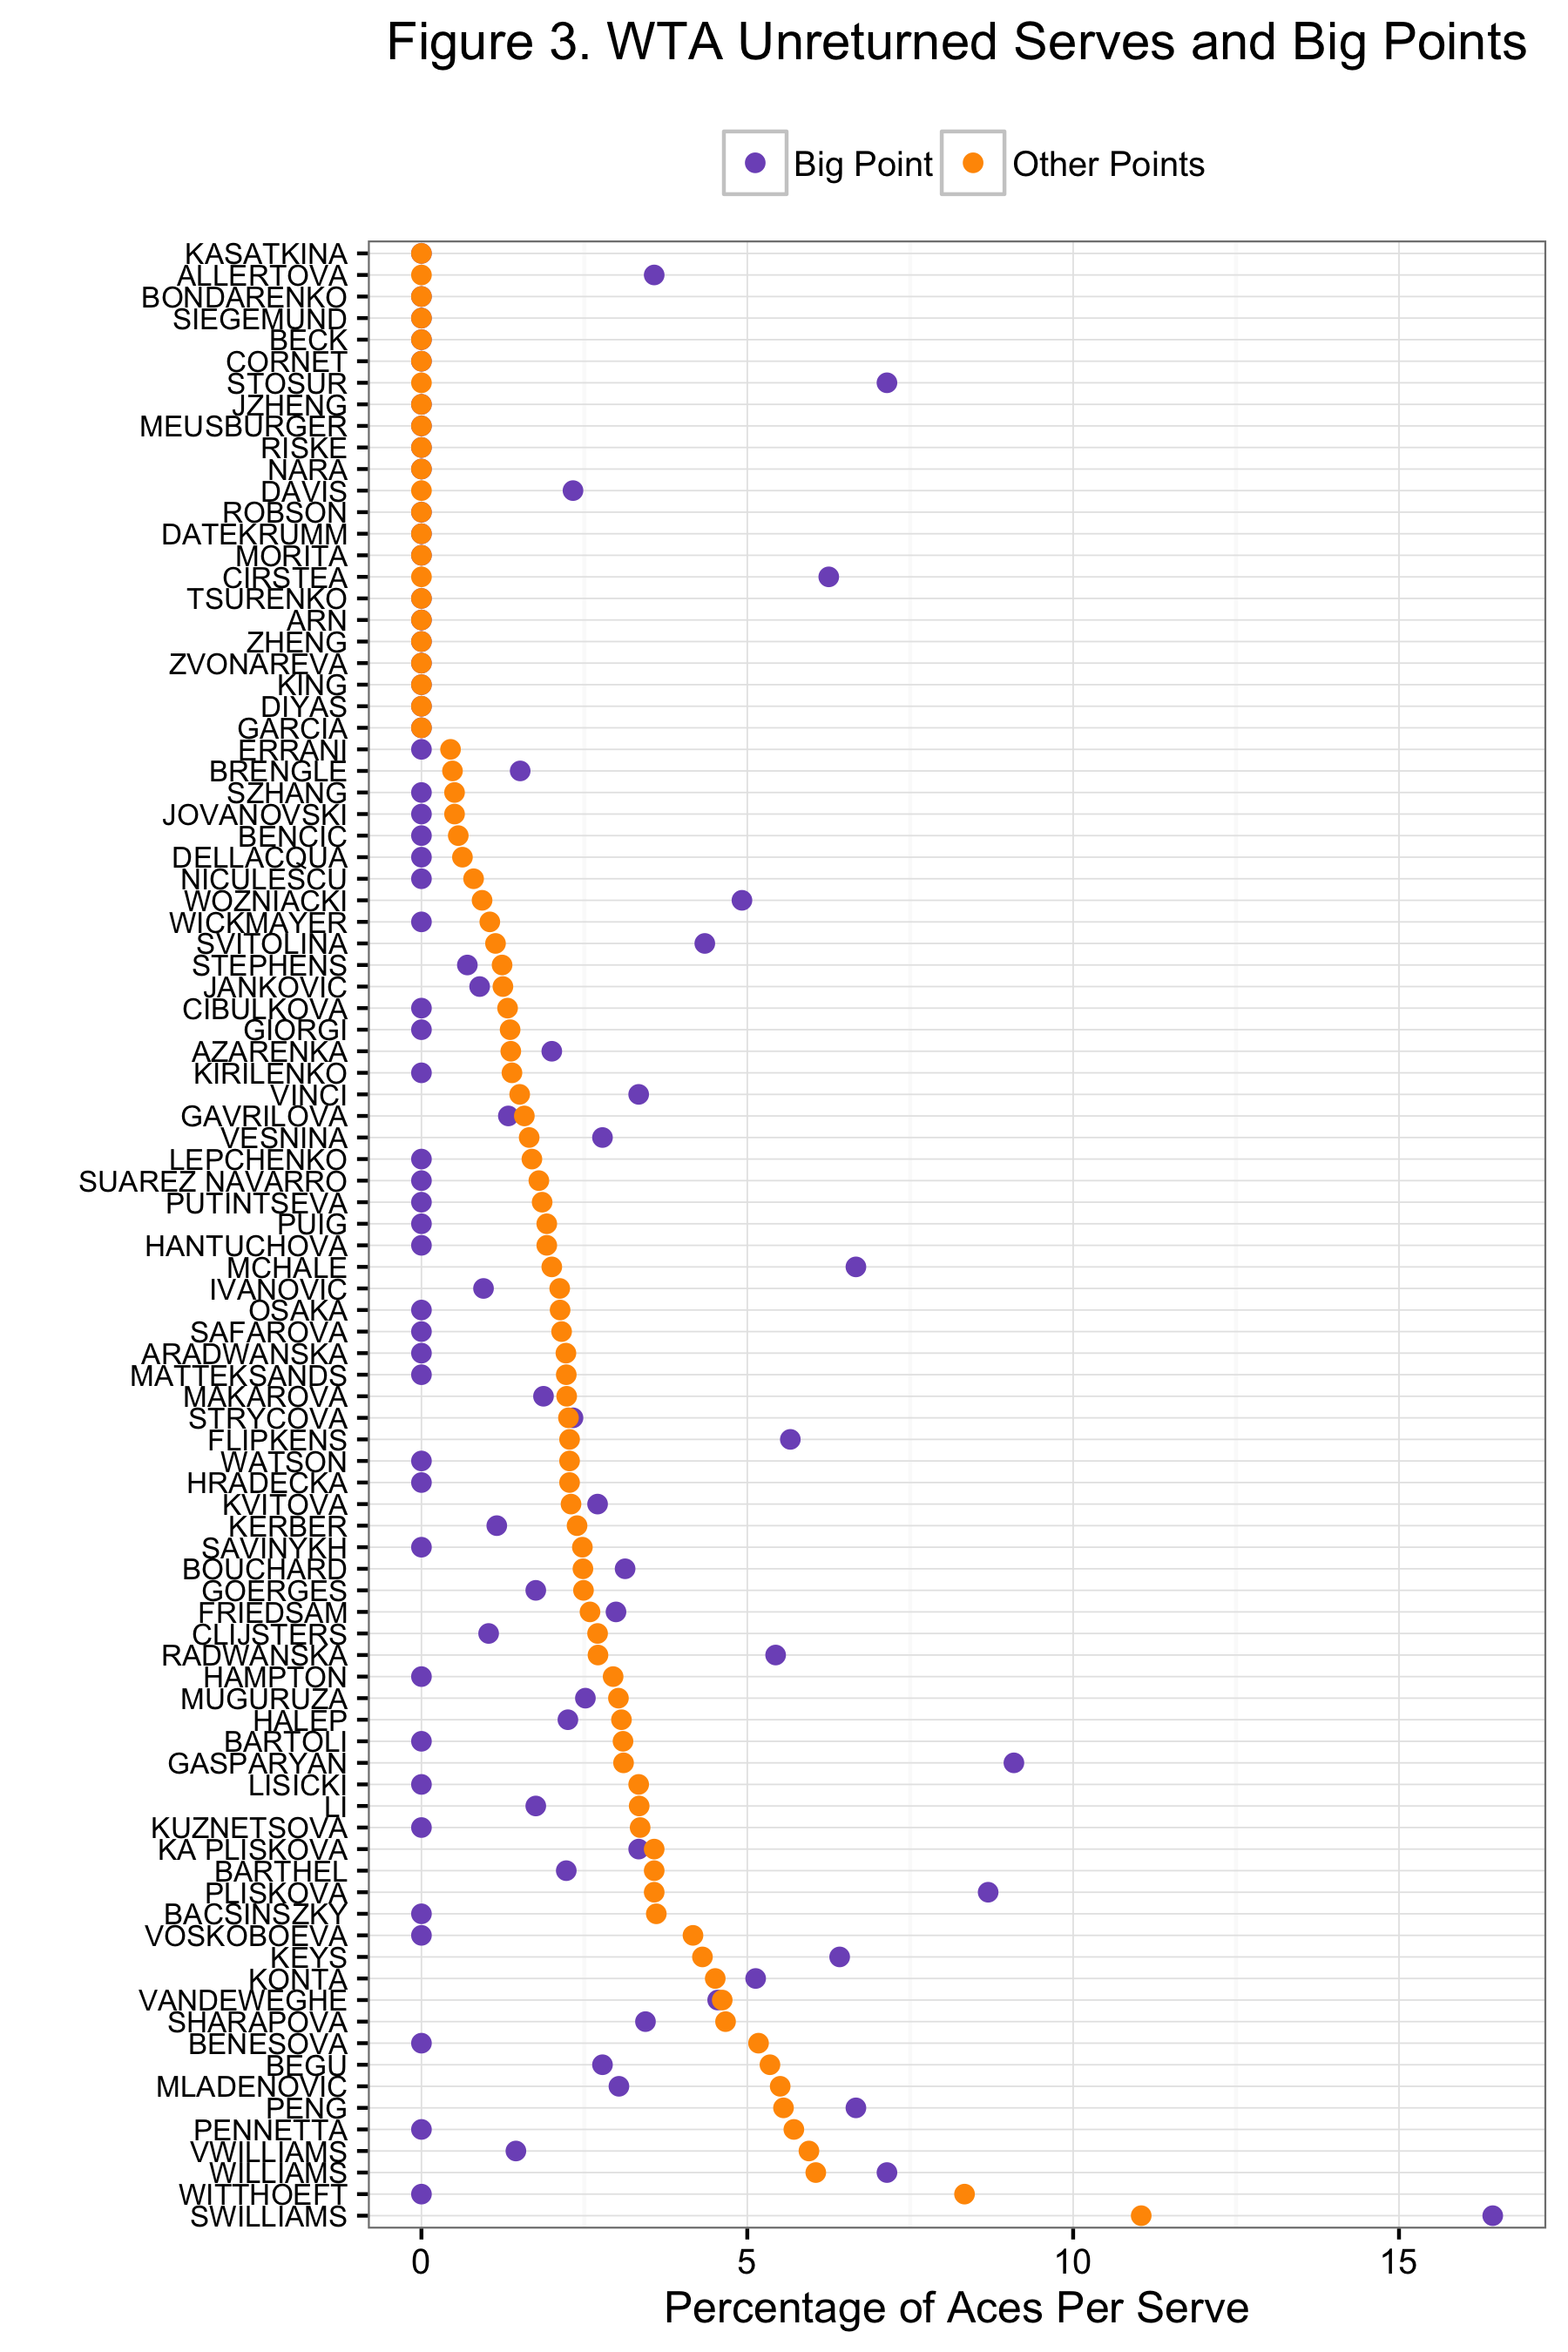 Figure 3. WTA Unreturned Serves and Big Points
Big Point Other Points
KASATKINA
ALLERTOVA
BONDARENKO
SIEGEMUND
BECK
CORNET
STOSUR
JZHENG
MEUSBURGER
RISKE
NARA
DAVIS
ROBSON
DATEKRUMM
MORITA
CIRSTEA
TSURENKO
ARN
ZHENG
ZVONAREVA
KING
DIYAS
GARCIA
ERRANI
BRENGLE
SZHANG
JOVANOVSKI
BENCIC
DELLACQUA
NICULESCU
WOZNIACKI
WICKMAYER
SVITOLINA
STEPHENS
JANKOVIC
CIBULKOVA
GIORGI
AZARENKA
KIRILENKO
VINCI
GAVRILOVA
VESNINA
LEPCHENKO
SUAREZ NAVARRO
PUTINTSEVA
PUIG
HANTUCHOVA
MCHALE
IVANOVIC
OSAKA
SAFAROVA
ARADWANSKA
MATTEKSANDS
MAKAROVA
STRYCOVA
FLIPKENS
WATSON
HRADECKA
KVITOVA
KERBER
SAVINYKH
BOUCHARD
GOERGES
FRIEDSAM
CLIJSTERS
RADWANSKA
HAMPTON
MUGURUZA
HALEP
BARTOLI
GASPARYAN
LISICKI
LI
KUZNETSOVA
KA PLISKOVA
BARTHEL
PLISKOVA
BACSINSZKY
VOSKOBOEVA
KEYS
KONTA
VANDEWEGHE
SHARAPOVA
BENESOVA
BEGU
MLADENOVIC
PENG
PENNETTA
VWILLIAMS
WILLIAMS
WITTHOEFT
SWILLIAMS
0 5 10 15
Percentage of Aces Per Serve